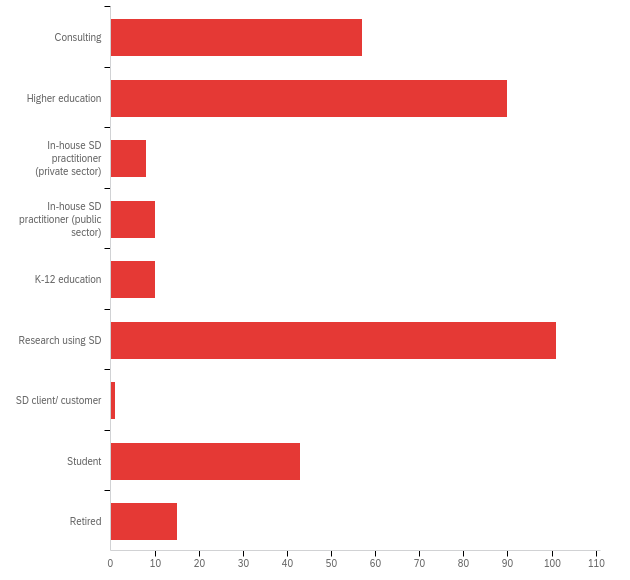 Consulting
Higher education
In-house SD
practitioner
(private sector)
In-house SD
practitioner (public
sector)
K-12 education
Research using SD
SD client/ customer
Student
Retired
0 10 20 30 40 50 60 70 80 90 100 110